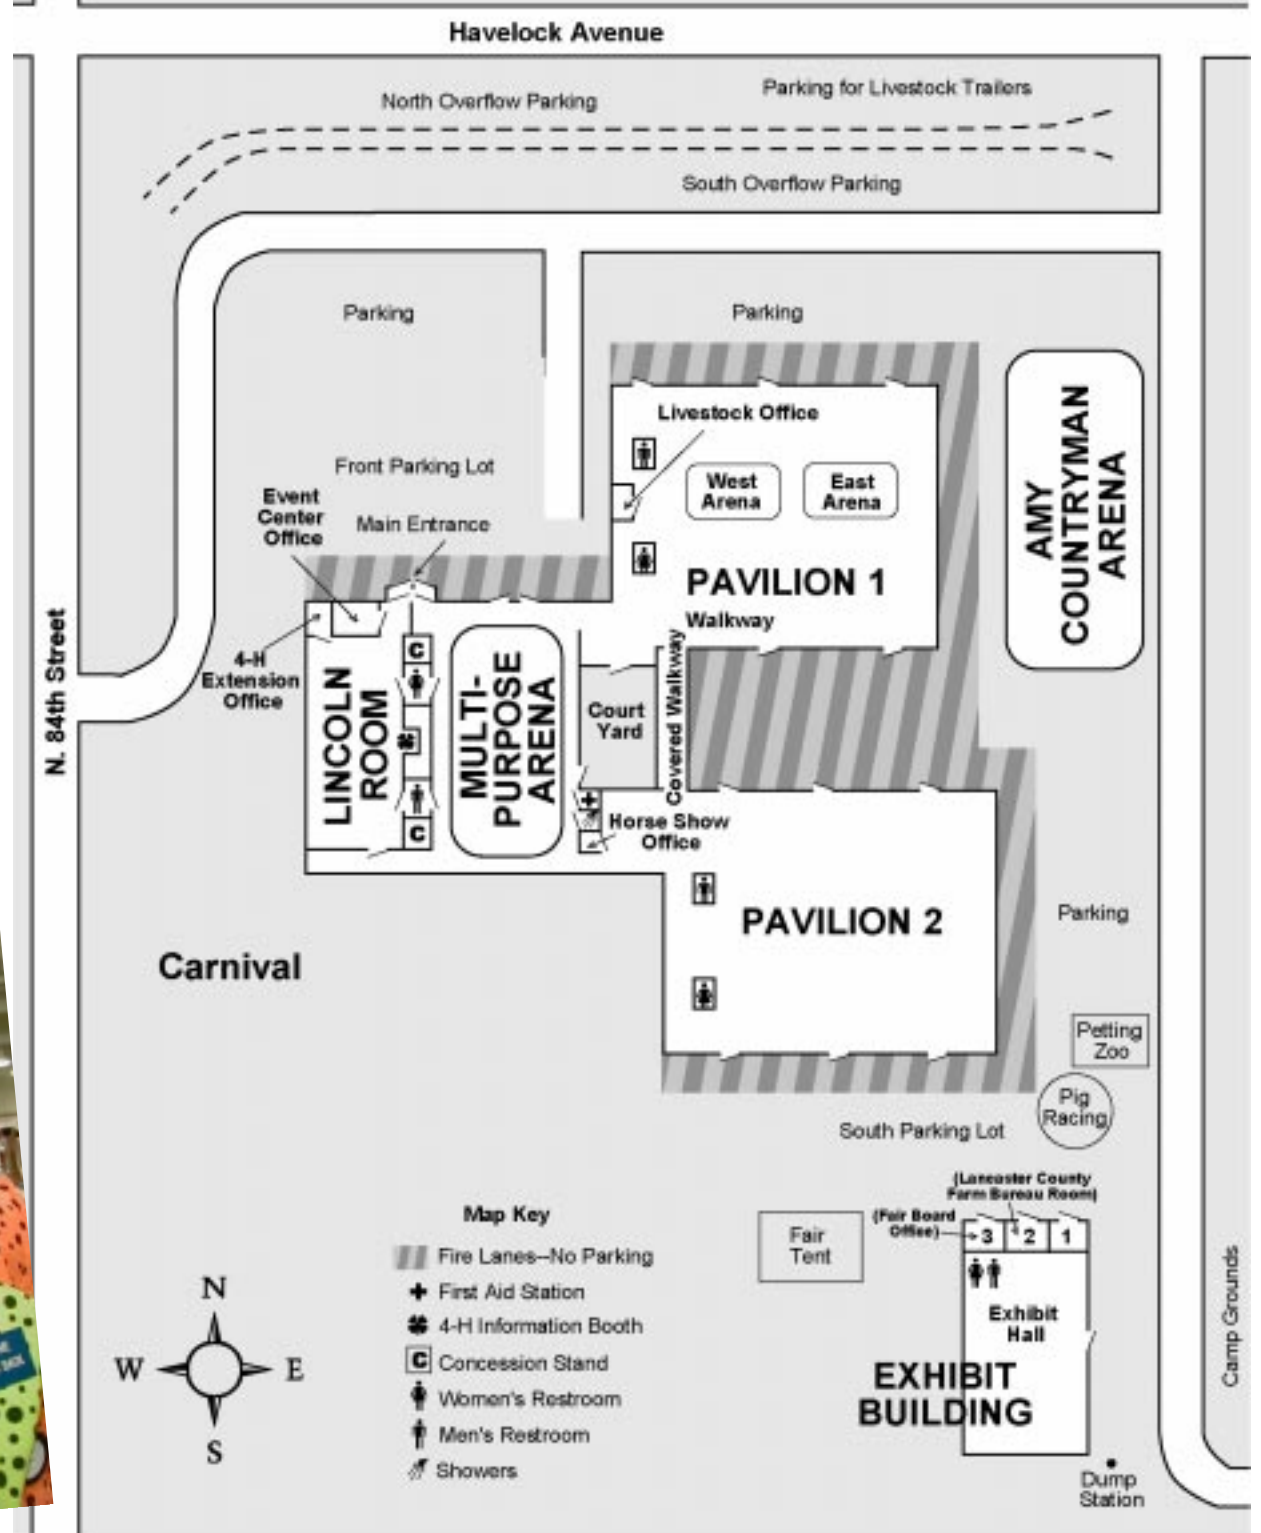 Havelock Avenue
Parking for Livestock Trailers
North Overflow Parking
South Overflow Parking
Parking
Parking
Livestock Office
West
Arena
East
Arena
PAVILION 1
Walkway
AMY
COUNTRYMAN
ARENA
Front Parking Lot
Event
Center
Office
Main Entrance
N. 84th Street
4-H
Extension
Office
LINCOLN
ROOM
C
C
MULTI-
PURPOSE
ARENA
Court
Yard
Covered Walkway
Horse Show
Office
PAVILION 2
Parking
Carnival
Petting
Zoo
Pig
Racing
South Parking Lot
(Lancaster County
Farm Bureau Room)
(Fair Board
Office)
3 2 1
Fair
Tent
Exhibit
Hall
EXHIBIT
BUILDING
Camp Grounds
Dump
Station
Map Key
Fire Lanes--No Parking
First Aid Station
4-H Information Booth
C Concession Stand
Women's Restroom
Men's Restroom
Showers
N
W E
S